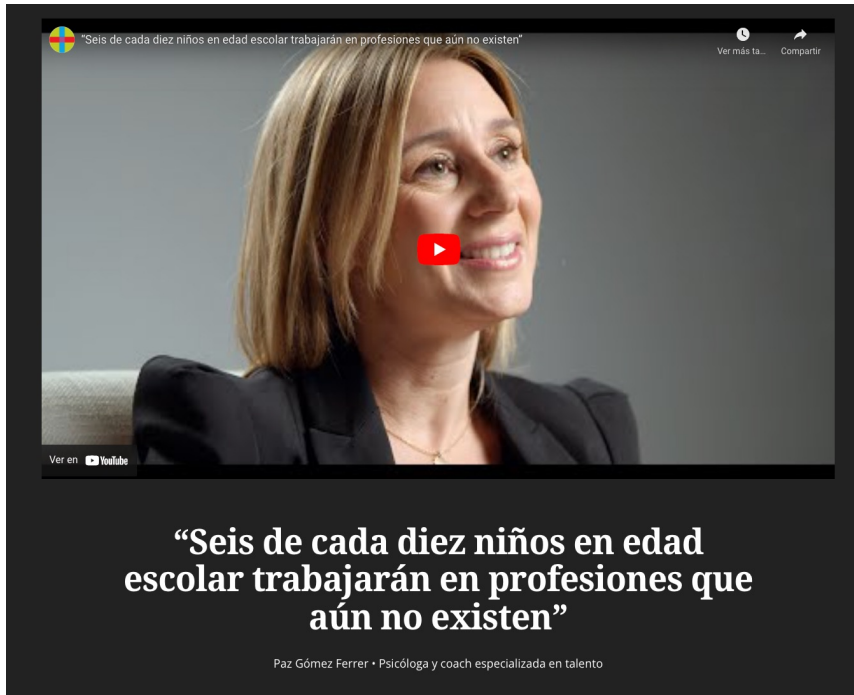 “Seis de cada diez niños en edad escolar trabajarán en profesiones que aún no existen”
Ver más ta...
Compartir
Ver en YouTube
“Seis de cada diez niños en edad
escolar trabajarán en profesiones que
aún no existen”
Paz Gómez Ferrer • Psicóloga y coach especializada en talento